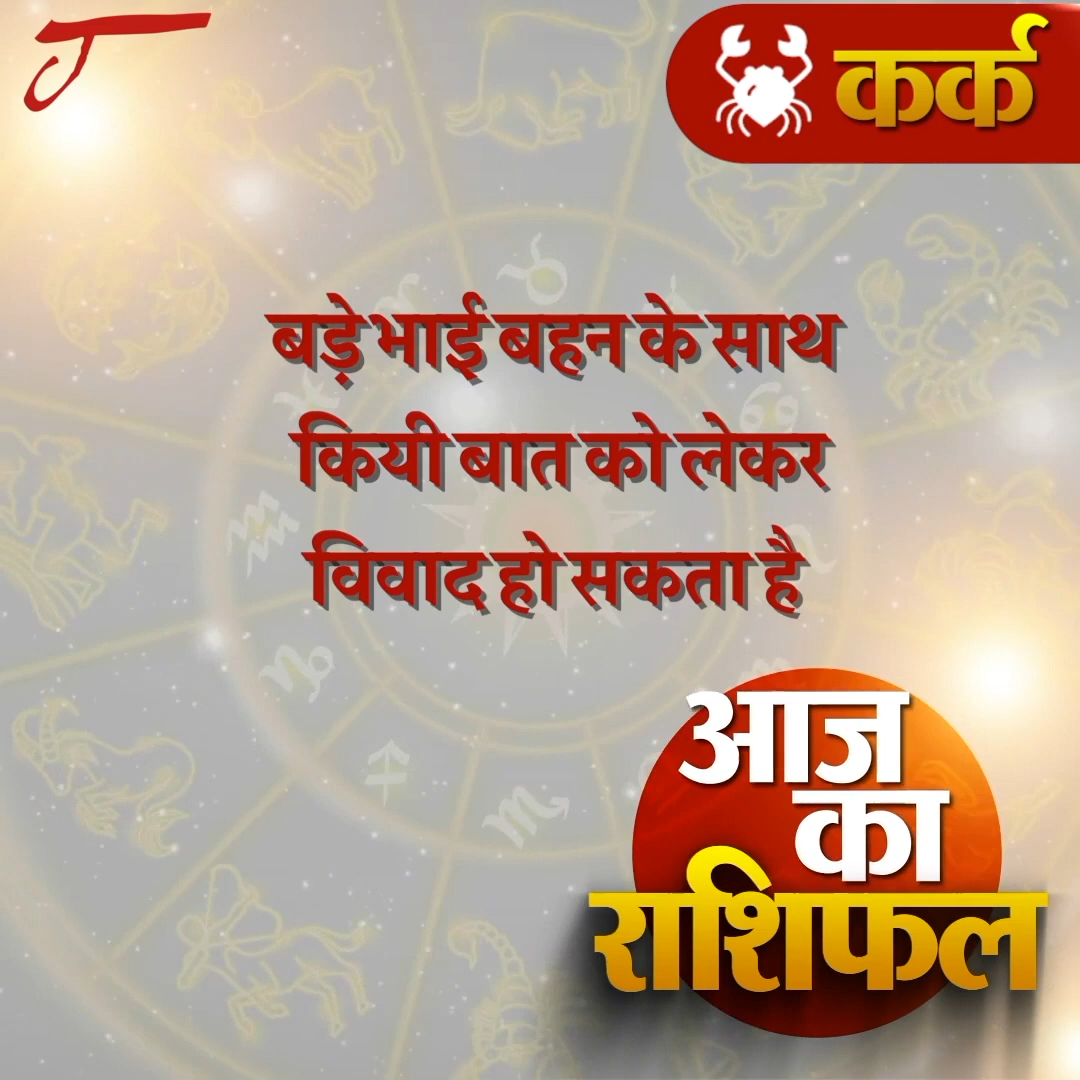 कर्क
बड़े भाई बहन के साथ
कियी बात को लेकर
विवाद हो सकता है
आज
का
राशिफल